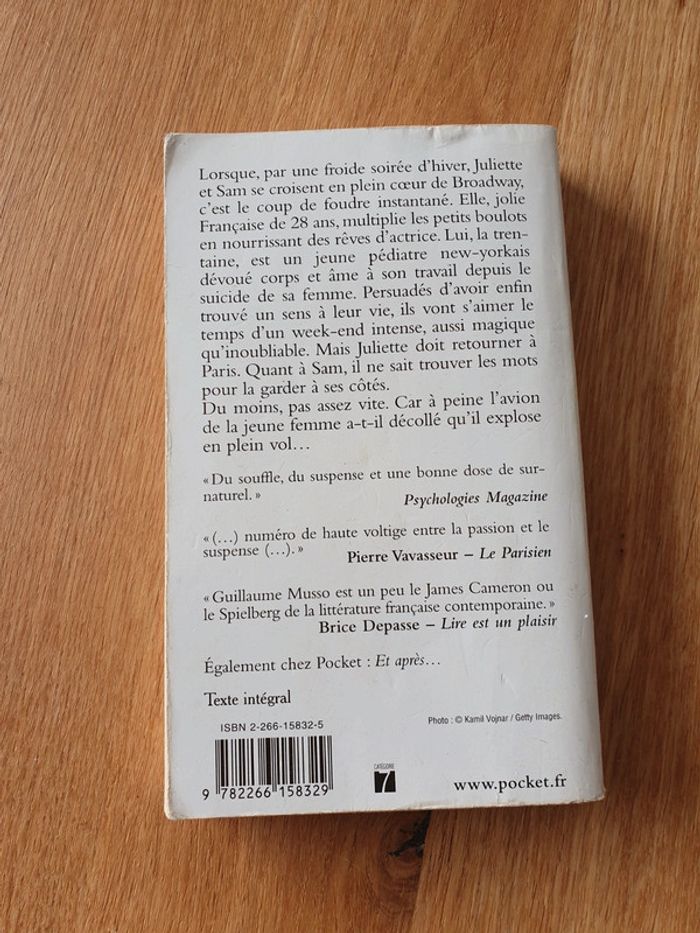 Lorsque, par une froide soirée d'hiver, Juliette
et Sam se croisent en plein cœur de Broadway,
c'est le coup de foudre instantané. Elle, jolie
Française de 28 ans, multiplie les petits boulots
en nourrissant des rêves d'actrice. Lui, la tren-
taine, est un jeune pédiatre new-yorkais
dévoué corps et âme à son travail depuis le
suicide de sa femme. Persuadés d'avoir enfin
trouvé un sens à leur vie, ils vont s'aimer le
temps d'un week-end intense, aussi magique
qu'inoubliable. Mais Juliette doit retourner à
Paris. Quant à Sam, il ne sait trouver les mots
pour la garder à ses côtés.
Du moins, pas assez vite. Car à peine l'avion
de la jeune femme a-t-il décollé qu'il explose
en plein vol…
« Du souffle, du suspense et une bonne dose de sur-
naturel. »
Psychologies Magazine
« (…) numéro de haute voltige entre la passion et le
suspense (…). »
Pierre Vavasseur – Le Parisien
« Guillaume Musso est un peu le James Cameron ou
le Spielberg de la littérature française contemporaine. »
Brice Depasse – Lire est un plaisir
Également chez Pocket : Et après…
Texte intégral
Photo : © Kamil Vojnar / Getty Images.
ISBN 2-266-15832-5
9 782266 158329
CATÉGORIE
7
www.pocket.fr